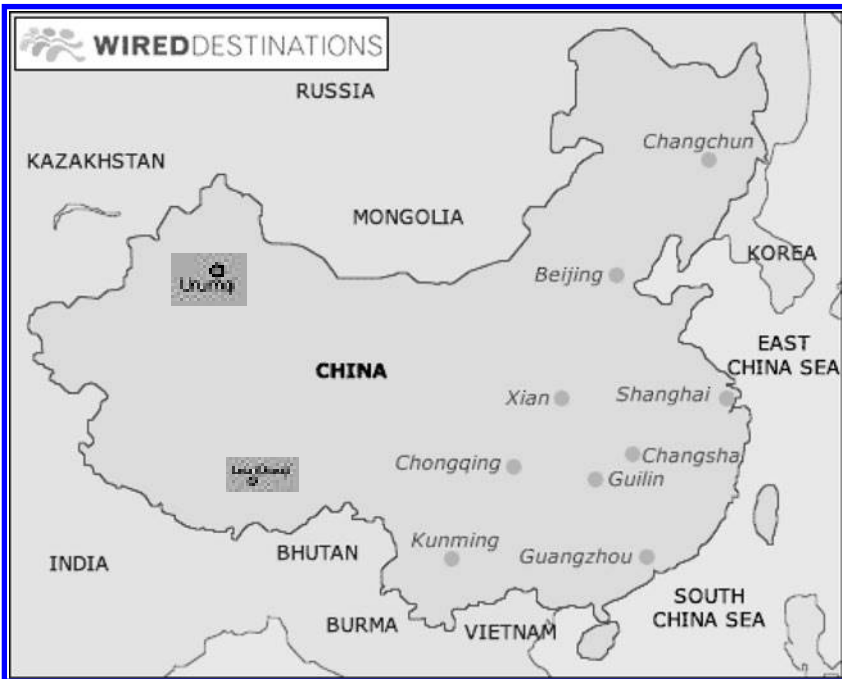 WIREDDESTINATIONS
RUSSIA
Changchun
KAZAKHSTAN
MONGOLIA
KOREA
Urumqi
Beijing
EAST
CHINA SEA
CHINA
Xian
Shanghai
Changsha
Chongqing
Guilin
Kunming
Guangzhou
BHUTAN
INDIA
SOUTH
CHINA SEA
BURMA
VIETNAM